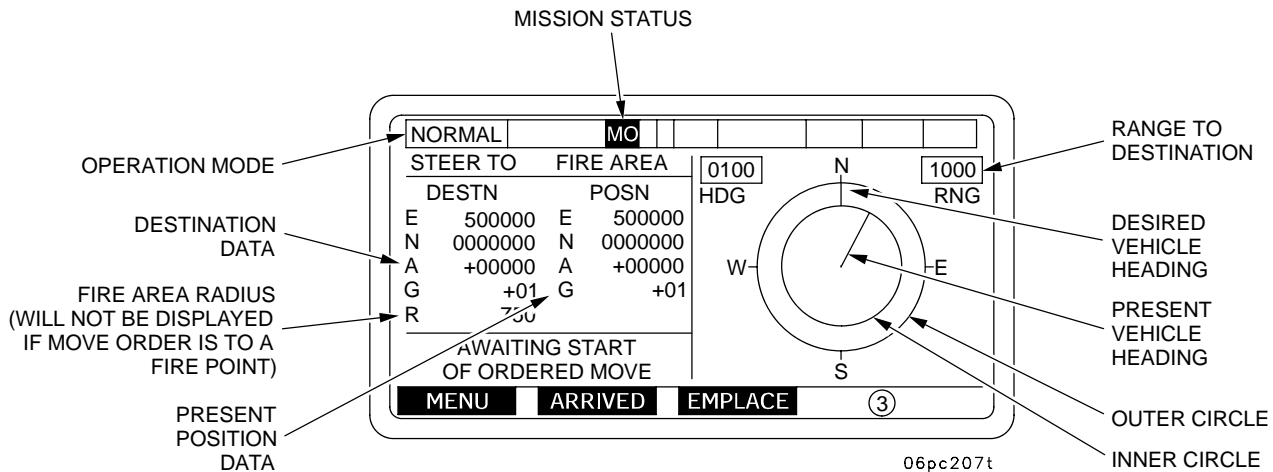 MISSION STATUS
OPERATION MODE
DESTINATION
DATA
FIRE AREA RADIUS
(WILL NOT BE DISPLAYED
IF MOVE ORDER IS TO A
FIRE POINT)
PRESENT
POSITION
DATA
NORMAL MO
STEER TO FIRE AREA
DESTN POSN
E 500000 E 500000
N 0000000 N 0000000
A +00000 A +00000
G +01 G +01
R 750
AWAITING START
OF ORDERED MOVE
0100
HDG
1000
RNG
N
W
E
S
MENU ARRIVED EMPLACE 3
RANGE TO
DESTINATION
DESIRED
VEHICLE
HEADING
PRESENT
VEHICLE
HEADING
OUTER CIRCLE
INNER CIRCLE
06pc207t